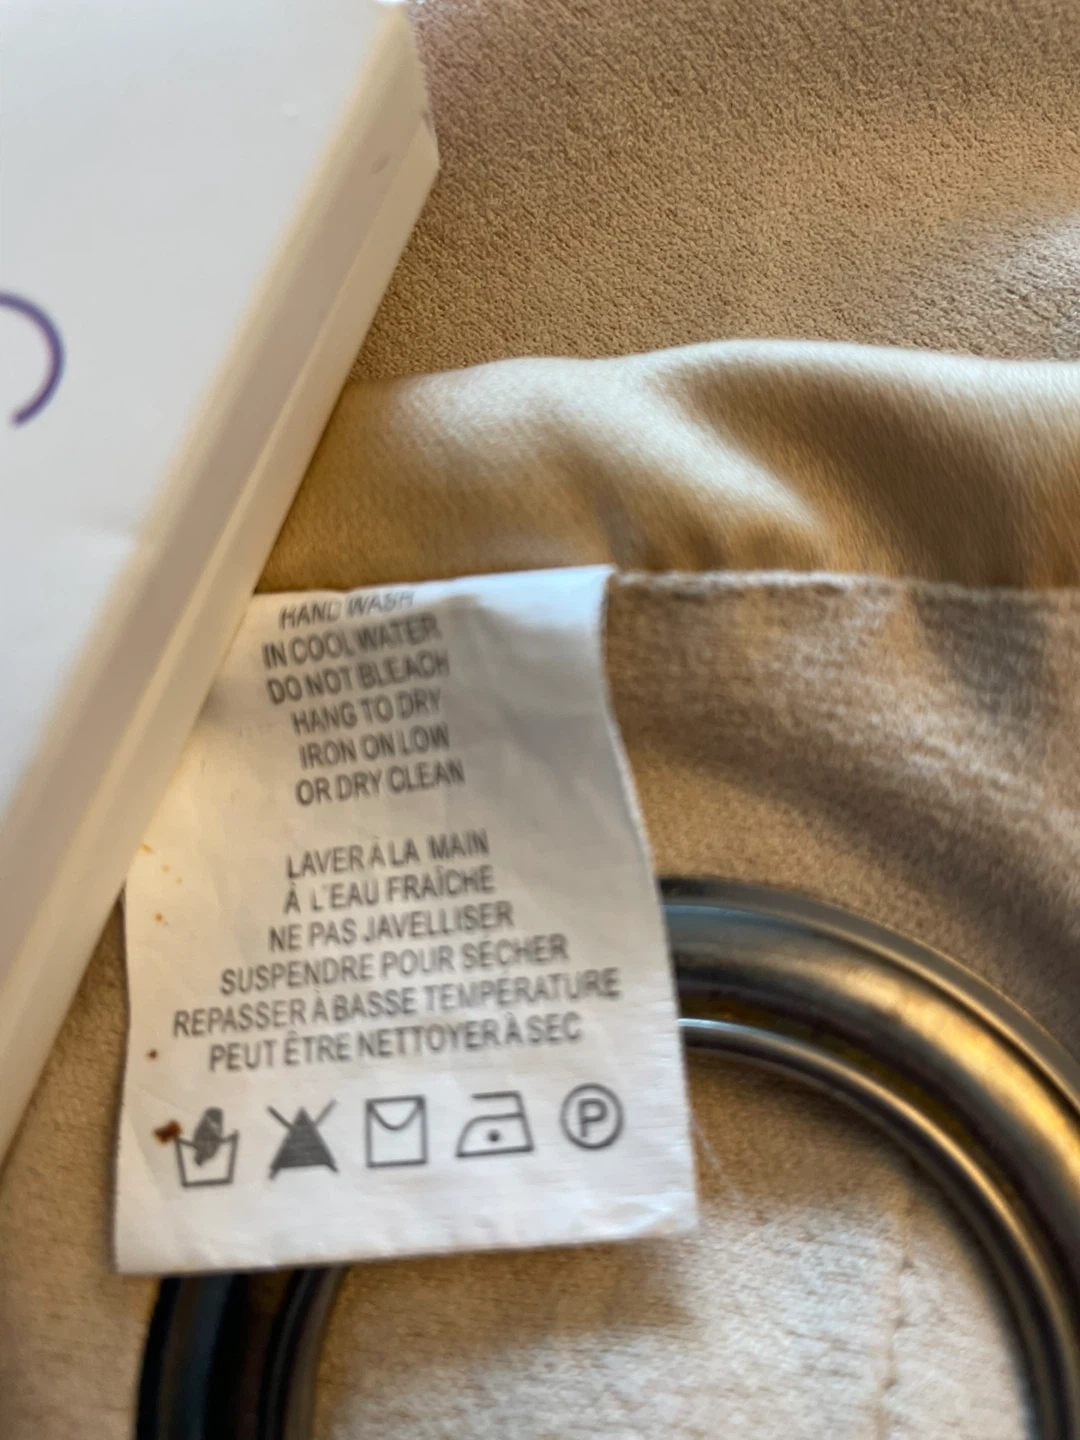 HAND WASH
IN COOL WATER
DO NOT BLEACH
HANG TO DRY
IRON ON LOW
OR DRY CLEAN
LAVER À LA MAIN
À L'EAU FRAÎCHE
NE PAS JAVELLISER
SUSPENDRE POUR SÉCHER
REPASSER À BASSE TEMPÉRATURE
PEUT ÊTRE NETTOYER À SEC
P